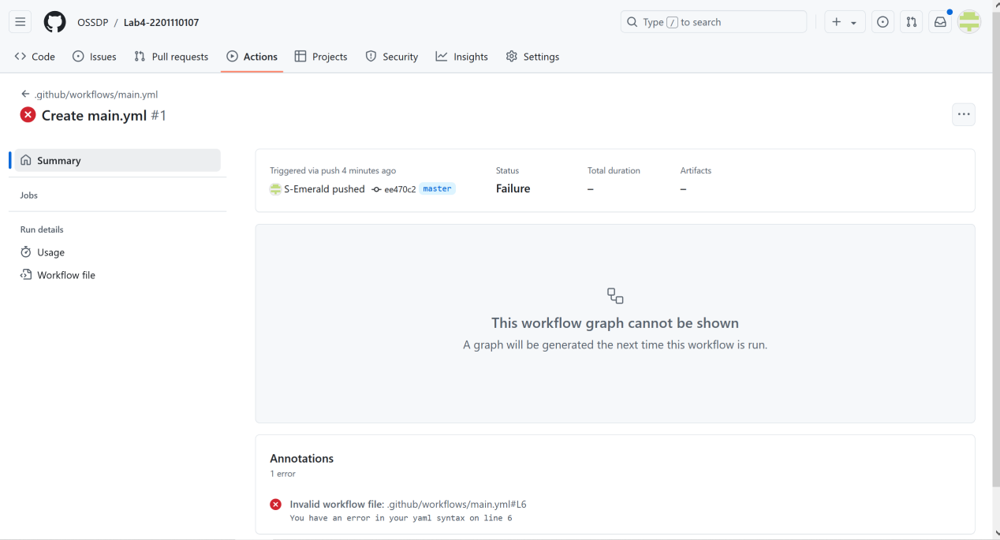 OSSDP / Lab4-2201110107
Type / to search
Code Issues Pull requests Actions Projects Security Insights Settings
.github/workflows/main.yml
Create main.yml #1
Summary
Jobs
Run details
Usage
Workflow file
Triggered via push 4 minutes ago
S-Emerald pushed ee470c2 master
Status
Failure
Total duration
–
Artifacts
–
This workflow graph cannot be shown
A graph will be generated the next time this workflow is run.
Annotations
1 error
Invalid workflow file: .github/workflows/main.yml#L6
You have an error in your yaml syntax on line 6